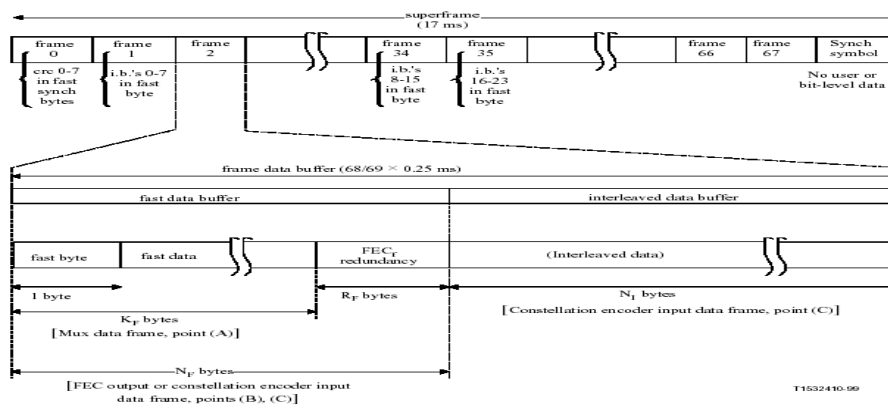 superframe
(17 ms)
frame
0
frame
1
frame
2
frame
34
frame
35
frame
66
frame
67
Synch
symbol
crc 0-7
in fast
synch
bytes
i.b.'s 0-7
in fast
byte
i.b.'s
8-15
in fast
byte
i.b.'s
16-23
in fast
byte
No user or
bit-level data
frame data buffer (68/69 × 0.25 ms)
fast data buffer
interleaved data buffer
fast byte
fast data
FECf
redundancy
(Interleaved data)
1 byte
RF bytes
NI bytes
KF bytes
[Constellation encoder input data frame, point (C)]
[Mux data frame, point (A)]
NF bytes
[FEC output or constellation encoder input
data frame, points (B), (C)]
T1532410-99